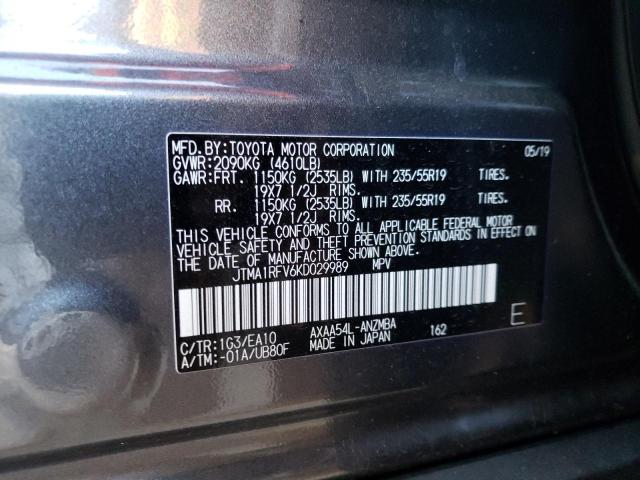 MFD.BY:TOYOTA MOTOR CORPORATION 05/19
GVWR:2090KG (4610LB)
GAWR:FRT. 1150KG (2535LB) WITH 235/55R19 TIRES.
19X7 1/2J RIMS.
RR. 1150KG (2535LB) WITH 235/55R19 TIRES.
19X7 1/2J RIMS.
THIS VEHICLE CONFORMS TO ALL APPLICABLE FEDERAL MOTOR
VEHICLE SAFETY AND THEFT PREVENTION STANDARDS IN EFFECT ON
THE DATE OF MANUFACTURE SHOWN ABOVE.
JTMA1RFV6KD029989 MPV
C/TR:1G3/EA10 AXAA54L-ANZMBA 162 E
A/TM:-01A/UB80F MADE IN JAPAN